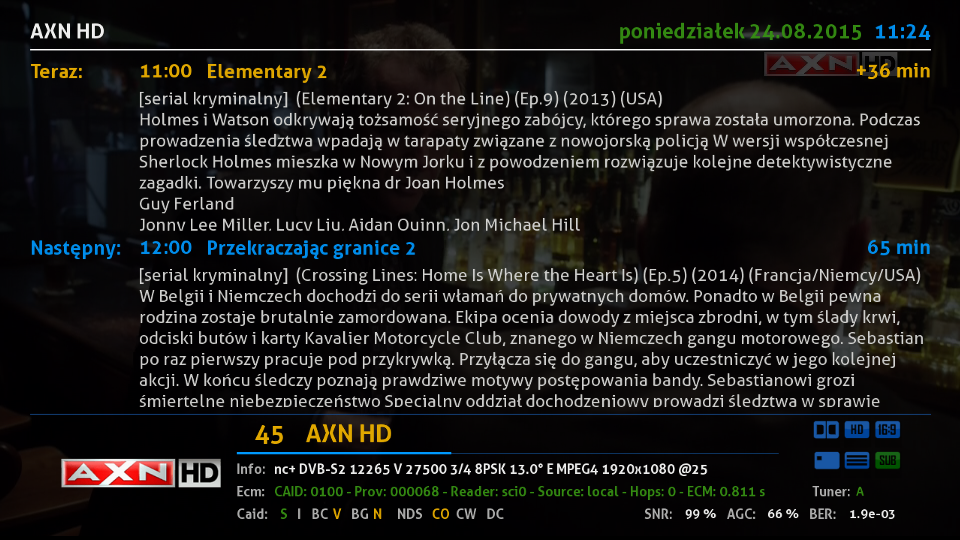 AXN HD poniedziałek 24.08.2015 11:24
AXN HD
Teraz: 11:00 Elementary 2 +36 min
[serial kryminalny] (Elementary 2: On the Line) (Ep.9) (2013) (USA)
Holmes i Watson odkrywają tożsamość seryjnego zabójcy, którego sprawa została umorzona. Podczas
prowadzenia śledztwa wpadają w tarapaty związane z nowojorską policją W wersji współczesnej
Sherlock Holmes mieszka w Nowym Jorku i z powodzeniem rozwiązuje kolejne detektywistyczne
zagadki. Towarzyszy mu piękna dr Joan Holmes
Guy Ferland
Jonny Lee Miller, Lucy Liu, Aidan Quinn, Jon Michael Hill
Następny: 12:00 Przekraczając granice 2 65 min
[serial kryminalny] (Crossing Lines: Home Is Where the Heart Is) (Ep.5) (2014) (Francja/Niemcy/USA)
W Belgii i Niemczech dochodzi do serii włamań do prywatnych domów. Ponadto w Belgii pewna
rodzina zostaje brutalnie zamordowana. Ekipa ocenia dowody z miejsca zbrodni, w tym ślady krwi,
odciski butów i karty Kavalier Motorcycle Club, znanego w Niemczech gangu motorowego. Sebastian
po raz pierwszy pracuje pod przykrywką. Przyłącza się do gangu, aby uczestniczyć w jego kolejnej
akcji. W końcu śledczy poznają prawdziwe motywy postępowania bandy. Sebastianowi grozi
śmiertelne niebezpieczeństwo Specjalny oddział dochodzeniowy prowadzi śledztwa w sprawie
45 AXN HD
HD 16:9
AXN HD
SUB
Info: nc+ DVB-S2 12265 V 27500 3/4 8PSK 13.0° E MPEG4 1920x1080 @25
Ecm: CAID: 0100 - Prov: 000068 - Reader: sci0 - Source: local - Hops: 0 - ECM: 0.811 s Tuner: A
Caid: S I BC V BG N NDS CO CW DC SNR: 99 % AGC: 66 % BER: 1.9e-03